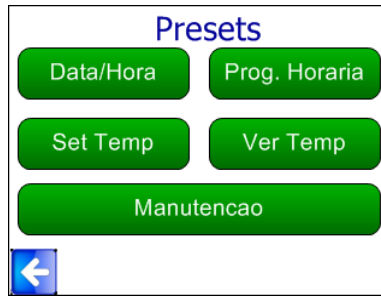 Presets
Data/Hora
Prog. Horaria
Set Temp
Ver Temp
Manutencao